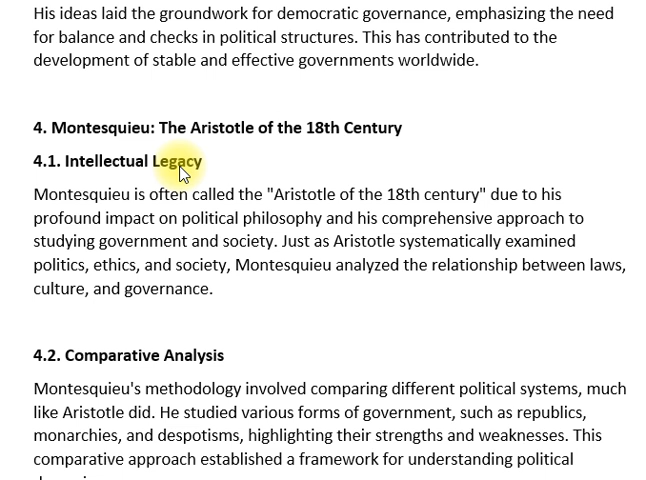 His ideas laid the groundwork for democratic governance, emphasizing the need
for balance and checks in political structures. This has contributed to the
development of stable and effective governments worldwide.
4. Montesquieu: The Aristotle of the 18th Century
4.1. Intellectual Legacy
Montesquieu is often called the "Aristotle of the 18th century" due to his
profound impact on political philosophy and his comprehensive approach to
studying government and society. Just as Aristotle systematically examined
politics, ethics, and society, Montesquieu analyzed the relationship between laws,
culture, and governance.
4.2. Comparative Analysis
Montesquieu's methodology involved comparing different political systems, much
like Aristotle did. He studied various forms of government, such as republics,
monarchies, and despotisms, highlighting their strengths and weaknesses. This
comparative approach established a framework for understanding political